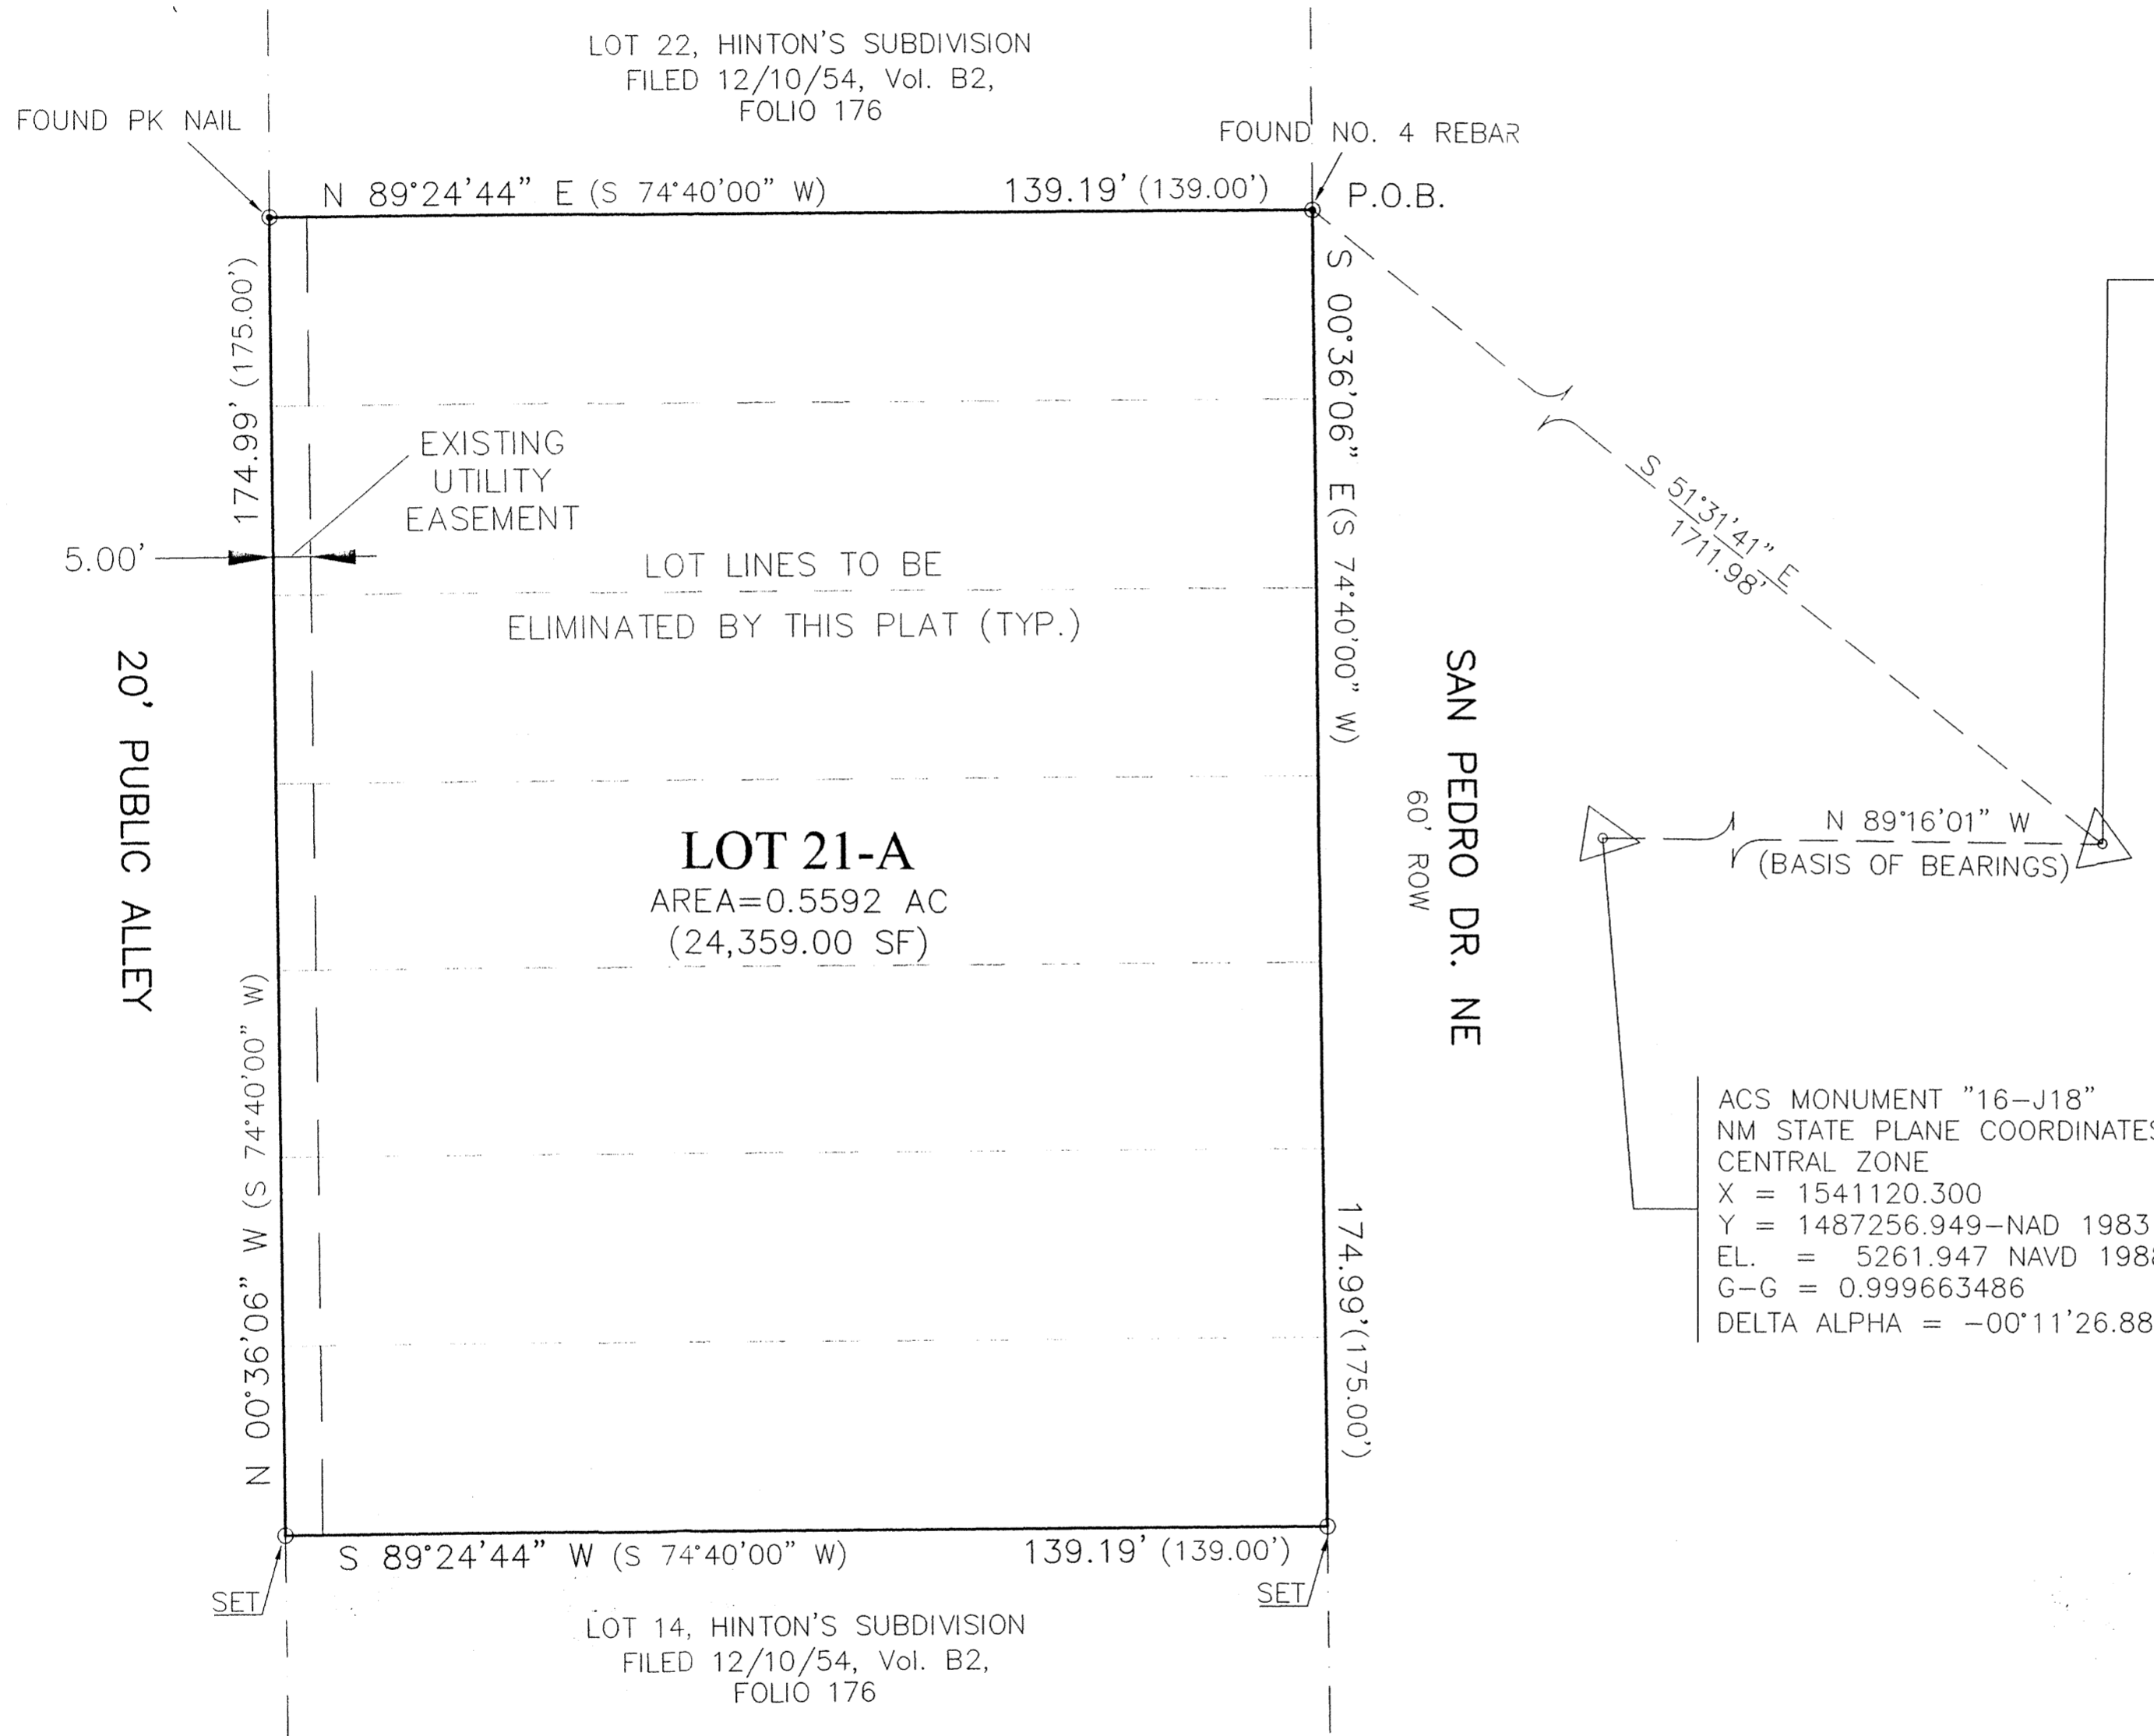 LOT 22, HINTON'S SUBDIVISION
FILED 12/10/54, Vol. B2,
FOLIO 176
FOUND PK NAIL
FOUND NO. 4 REBAR
N 89°24'44" E (S 74°40'00" W)
139.19' (139.00')
P.O.B.
174.99' (175.00')
S 00°36'06" E (S 74°40'00" W)
EXISTING
UTILITY
EASEMENT
5.00'
S 51°31'41" E
1711.98'
LOT LINES TO BE
ELIMINATED BY THIS PLAT (TYP.)
20' PUBLIC ALLEY
SAN PEDRO DR. NE
60' ROW
LOT 21-A
AREA=0.5592 AC
(24,359.00 SF)
N 89°16'01" W
(BASIS OF BEARINGS)
N 00°36'06" W (S 74°40'00" W)
174.99' (175.00')
ACS MONUMENT "16-J18"
NM STATE PLANE COORDINATES
CENTRAL ZONE
X = 1541120.300
Y = 1487256.949-NAD 1983
EL. = 5261.947 NAVD 1988
G-G = 0.999663486
DELTA ALPHA = -00°11'26.88
S 89°24'44" W (S 74°40'00" W)
139.19' (139.00')
SET
SET
LOT 14, HINTON'S SUBDIVISION
FILED 12/10/54, Vol. B2,
FOLIO 176